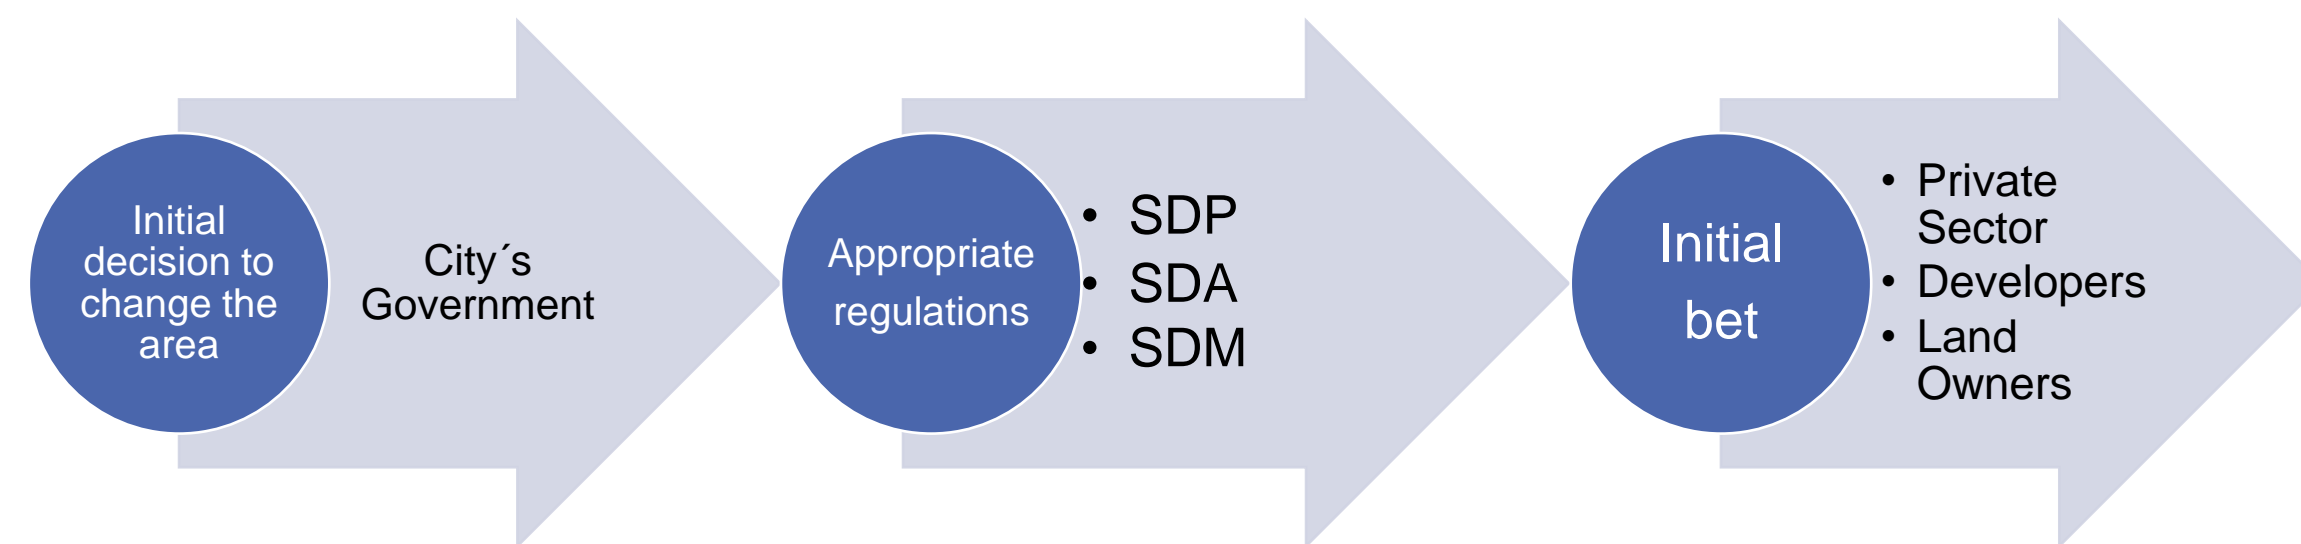 Initial
decision to
change the
area
City´s
Government
Appropriate
regulations
• SDP
• SDA
• SDM
Initial
bet
• Private
Sector
• Developers
• Land
Owners